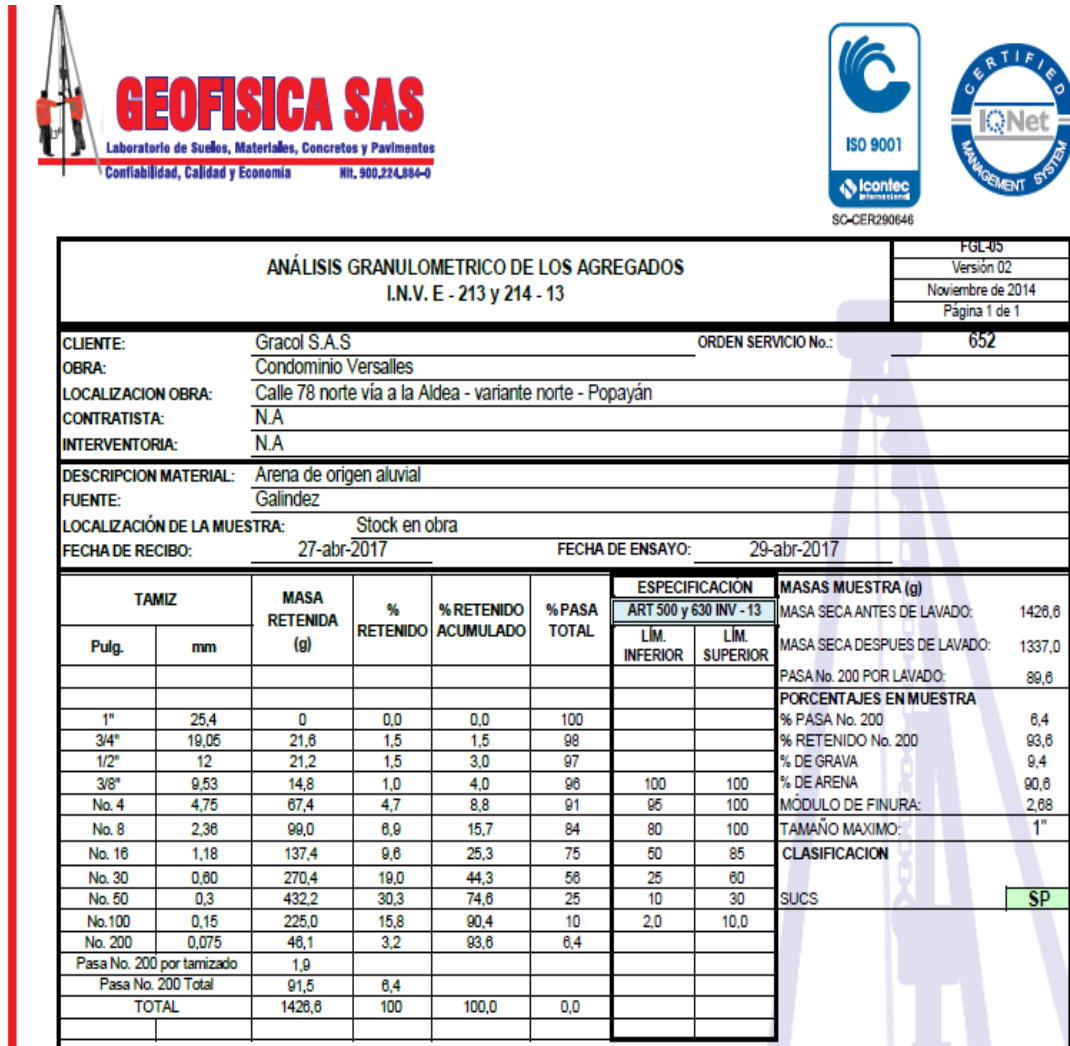 GEOFISICA SAS
Laboratorio de Suelos, Materiales, Concretos y Pavimentos
Confiabilidad, Calidad y Economía Nit. 900,224,884-0
ISO 9001
Icontec
Internacional
SC-CER290646
CERTIFIED
IQNet
MANAGEMENT SYSTEM
ANÁLISIS GRANULOMETRICO DE LOS AGREGADOS
I.N.V. E - 213 y 214 - 13
FGL-05
Versión 02
Noviembre de 2014
Página 1 de 1
CLIENTE: Gracol S.A.S ORDEN SERVICIO No.: 652
OBRA: Condominio Versalles
LOCALIZACION OBRA: Calle 78 norte vía a la Aldea - variante norte - Popayán
CONTRATISTA: N.A
INTERVENTORIA: N.A
DESCRIPCION MATERIAL: Arena de origen aluvial
FUENTE: Galindez
LOCALIZACIÓN DE LA MUESTRA: Stock en obra
FECHA DE RECIBO: 27-abr-2017 FECHA DE ENSAYO: 29-abr-2017
TAMIZ MASA RETENIDA (g) % RETENIDO % RETENIDO ACUMULADO % PASA TOTAL ESPECIFICACIÓN
ART 500 y 630 INV - 13
Pulg. mm LÍM. INFERIOR LÍM. SUPERIOR
1" 25,4 0 0,0 0,0 100
3/4" 19,05 21,6 1,5 1,5 98
1/2" 12 21,2 1,5 3,0 97
3/8" 9,53 14,8 1,0 4,0 96 100 100
No. 4 4,75 67,4 4,7 8,8 91 95 100
No. 8 2,36 99,0 6,9 15,7 84 80 100
No. 16 1,18 137,4 9,6 25,3 75 50 85
No. 30 0,60 270,4 19,0 44,3 56 25 60
No. 50 0,3 432,2 30,3 74,6 25 10 30
No.100 0,15 225,0 15,8 90,4 10 2,0 10,0
No. 200 0,075 46,1 3,2 93,6 6,4
Pasa No. 200 por tamizado 1,9
Pasa No. 200 Total 91,5 6,4
TOTAL 1426,6 100 100,0 0,0
MASAS MUESTRA (g)
MASA SECA ANTES DE LAVADO: 1426,6
MASA SECA DESPUES DE LAVADO: 1337,0
PASA No. 200 POR LAVADO: 89,6
PORCENTAJES EN MUESTRA
% PASA No. 200 6,4
% RETENIDO No. 200 93,6
% DE GRAVA 9,4
% DE ARENA 90,6
MÓDULO DE FINURA: 2,68
TAMAÑO MAXIMO: 1"
CLASIFICACION
SUCS SP